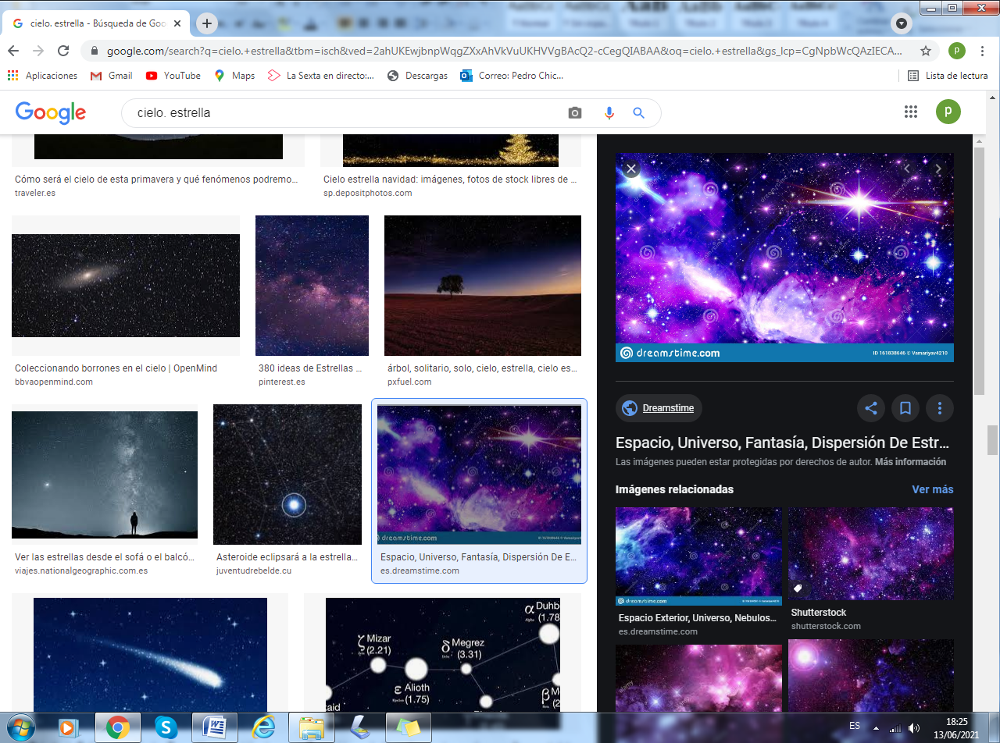 cielo. estrella - Búsqueda de Goo
google.com/search?q=cielo.+estrella&tbm=isch&ved=2ahUKEwjbnpWqgZXxAhVkVuUKHVVgBAcQ2-cCegQIABAA&oq=cielo.+estrella&gs_lcp=CgNpbWcQAzIECA...
p
Aplicaciones
Gmail
YouTube
Maps
La Sexta en directo:...
Descargas
Correo: Pedro Chic...
Lista de lectura
Google
cielo. estrella
p
Cómo será el cielo de esta primavera y qué fenómenos podremo...
traveler.es
Cielo estrella navidad: imágenes, fotos de stock libres de ...
sp.depositphotos.com
Coleccionando borrones en el cielo | OpenMind
bbvaopenmind.com
380 ideas de Estrellas ...
pinterest.es
árbol, solitario, solo, cielo, estrella, cielo es...
pxfuel.com
Ver las estrellas desde el sofá o el balcó...
viajes.nationalgeographic.com.es
Asteroide eclipsará a la estrella...
juventudrebelde.cu
dreamstime.com
Espacio, Universo, Fantasía, Dispersión De E...
es.dreamstime.com
ζ Mizar
(2.21)
δ Megrez
(3.31)
α Duhb
(1.78
ε Alioth
(1.75)
aid
β M
(2
dreamstime.com
ID 161838646 © Vamariyav4210
Dreamstime
Espacio, Universo, Fantasía, Dispersión De Estr...
Las imágenes pueden estar protegidas por derechos de autor. Más información
Imágenes relacionadas
Ver más
dreamstime.com
Espacio Exterior, Universo, Nebulos...
es.dreamstime.com
Shutterstock
shutterstock.com
alamy
ES
18:25
13/06/2021